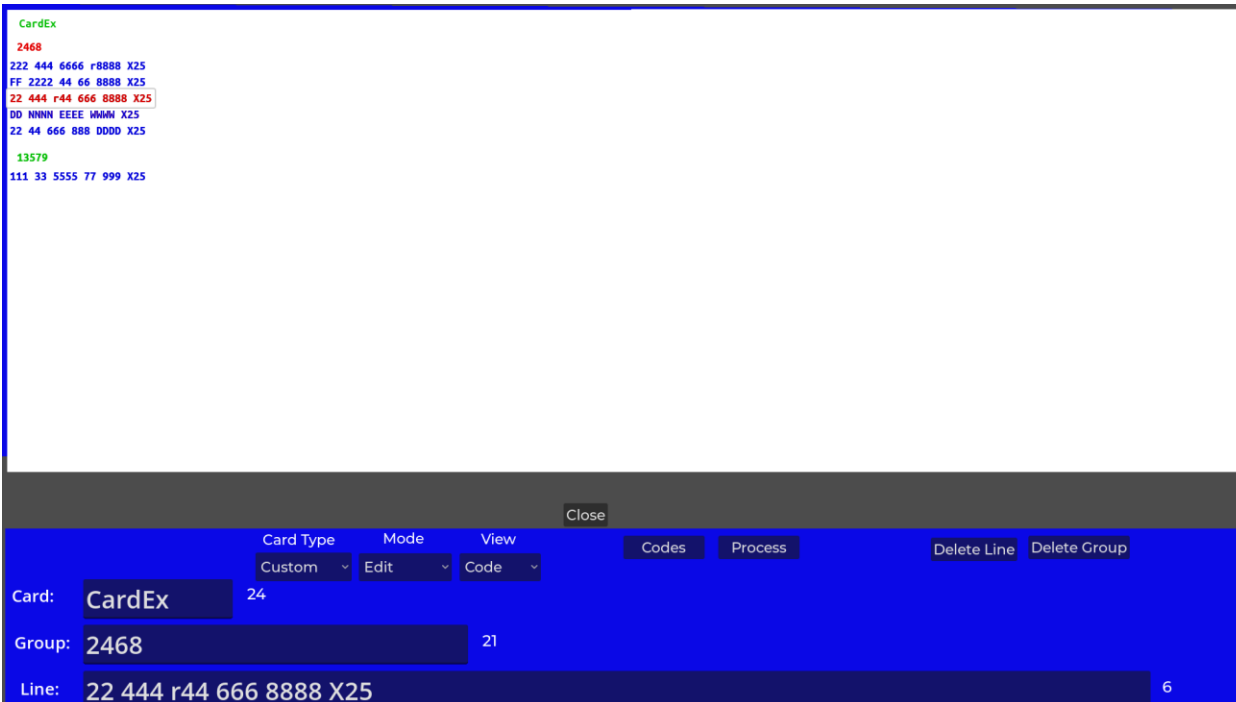 CardEx
2468
222 444 6666 r8888 X25
FF 2222 44 66 8888 X25
22 444 r44 666 8888 X25
DD NNNN EEEE WWWW X25
22 44 666 888 DDDD X25
13579
111 33 5555 77 999 X25
Close
Card Type Mode View
Codes Process Delete Line Delete Group
Custom Edit Code
Card: CardEx 24
Group: 2468 21
Line: 22 444 r44 666 8888 X25 6